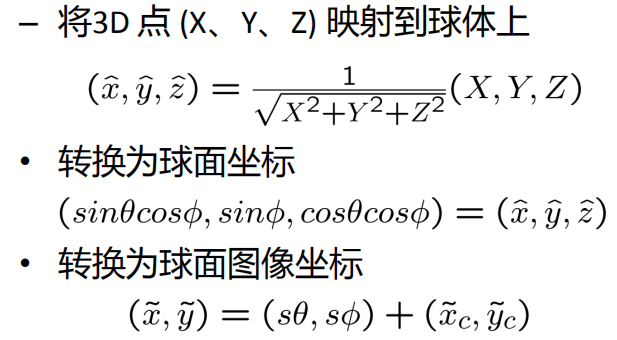 – 将3D 点 (X、Y、Z) 映射到球体上
(x̂, ŷ, ẑ) = 1/√(X²+Y²+Z²) (X, Y, Z)
• 转换为球面坐标
(sinθcosϕ, sinϕ, cosθcosϕ) = (x̂, ŷ, ẑ)
• 转换为球面图像坐标
(x̃, ỹ) = (sθ, sϕ) + (x̃c, ỹc)